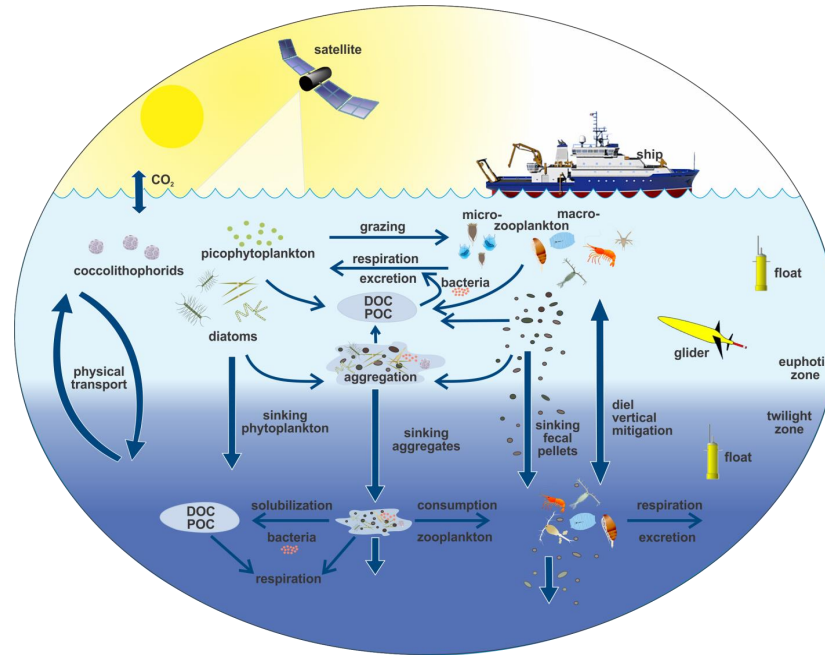 satellite
ship
CO₂
grazing
micro-
macro-
zooplankton
coccolithophorids
picophytoplankton
respiration
excretion
bacteria
float
DOC
POC
diatoms
glider
euphotic
zone
physical
transport
aggregation
sinking
phytoplankton
sinking
aggregates
sinking
fecal
pellets
diel
vertical
mitigation
twilight
zone
float
DOC
POC
solubilization
bacteria
respiration
consumption
zooplankton
respiration
excretion